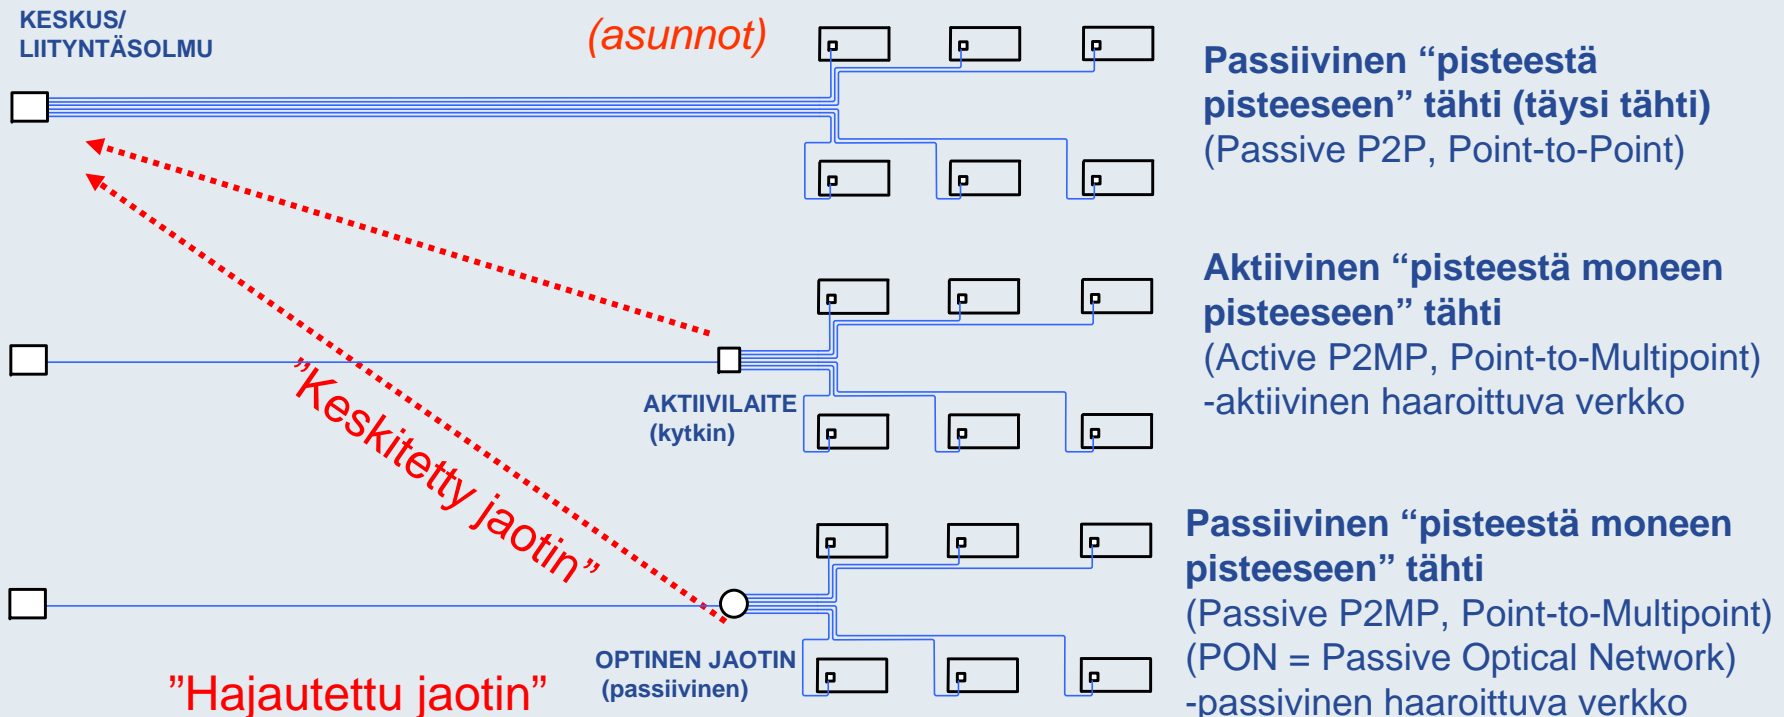 KESKUS/
LIITYNTÄSOLMU
(asunnot)
Passiivinen “pisteestä
pisteeseen” tähti (täysi tähti)
(Passive P2P, Point-to-Point)
Aktiivinen “pisteestä moneen
pisteeseen” tähti
(Active P2MP, Point-to-Multipoint)
-aktiivinen haaroittuva verkko
AKTIIVILAITE
(kytkin)
”Keskitetty jaotin”
Passiivinen “pisteestä moneen
pisteeseen” tähti
(Passive P2MP, Point-to-Multipoint)
(PON = Passive Optical Network)
-passivinen haaroittuva verkko
OPTINEN JAOTIN
(passiivinen)
”Hajautettu jaotin”